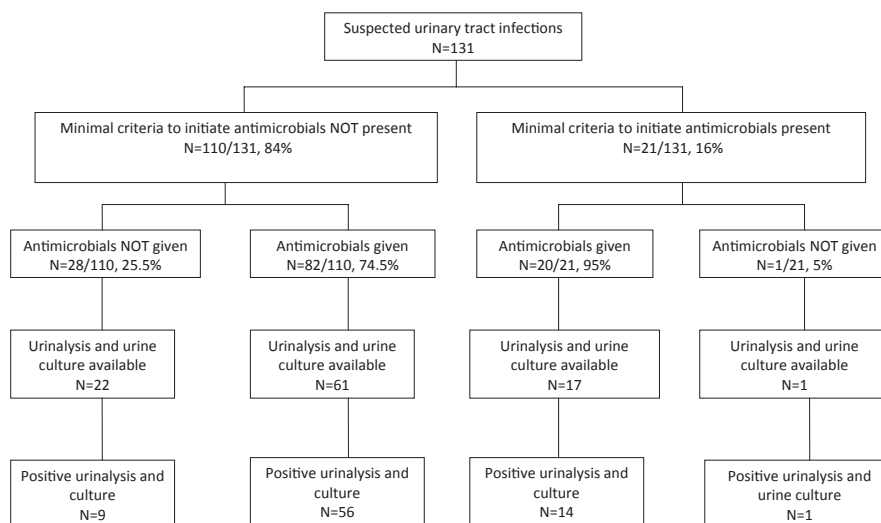 Suspected urinary tract infections
N=131
Minimal criteria to initiate antimicrobials NOT present
N=110/131, 84%
Minimal criteria to initiate antimicrobials present
N=21/131, 16%
Antimicrobials NOT given
N=28/110, 25.5%
Antimicrobials given
N=82/110, 74.5%
Antimicrobials given
N=20/21, 95%
Antimicrobials NOT given
N=1/21, 5%
Urinalysis and urine
culture available
N=22
Urinalysis and urine
culture available
N=61
Urinalysis and urine
culture available
N=17
Urinalysis and urine
culture available
N=1
Positive urinalysis and
culture
N=9
Positive urinalysis and
culture
N=56
Positive urinalysis and
culture
N=14
Positive urinalysis and
urine culture
N=1